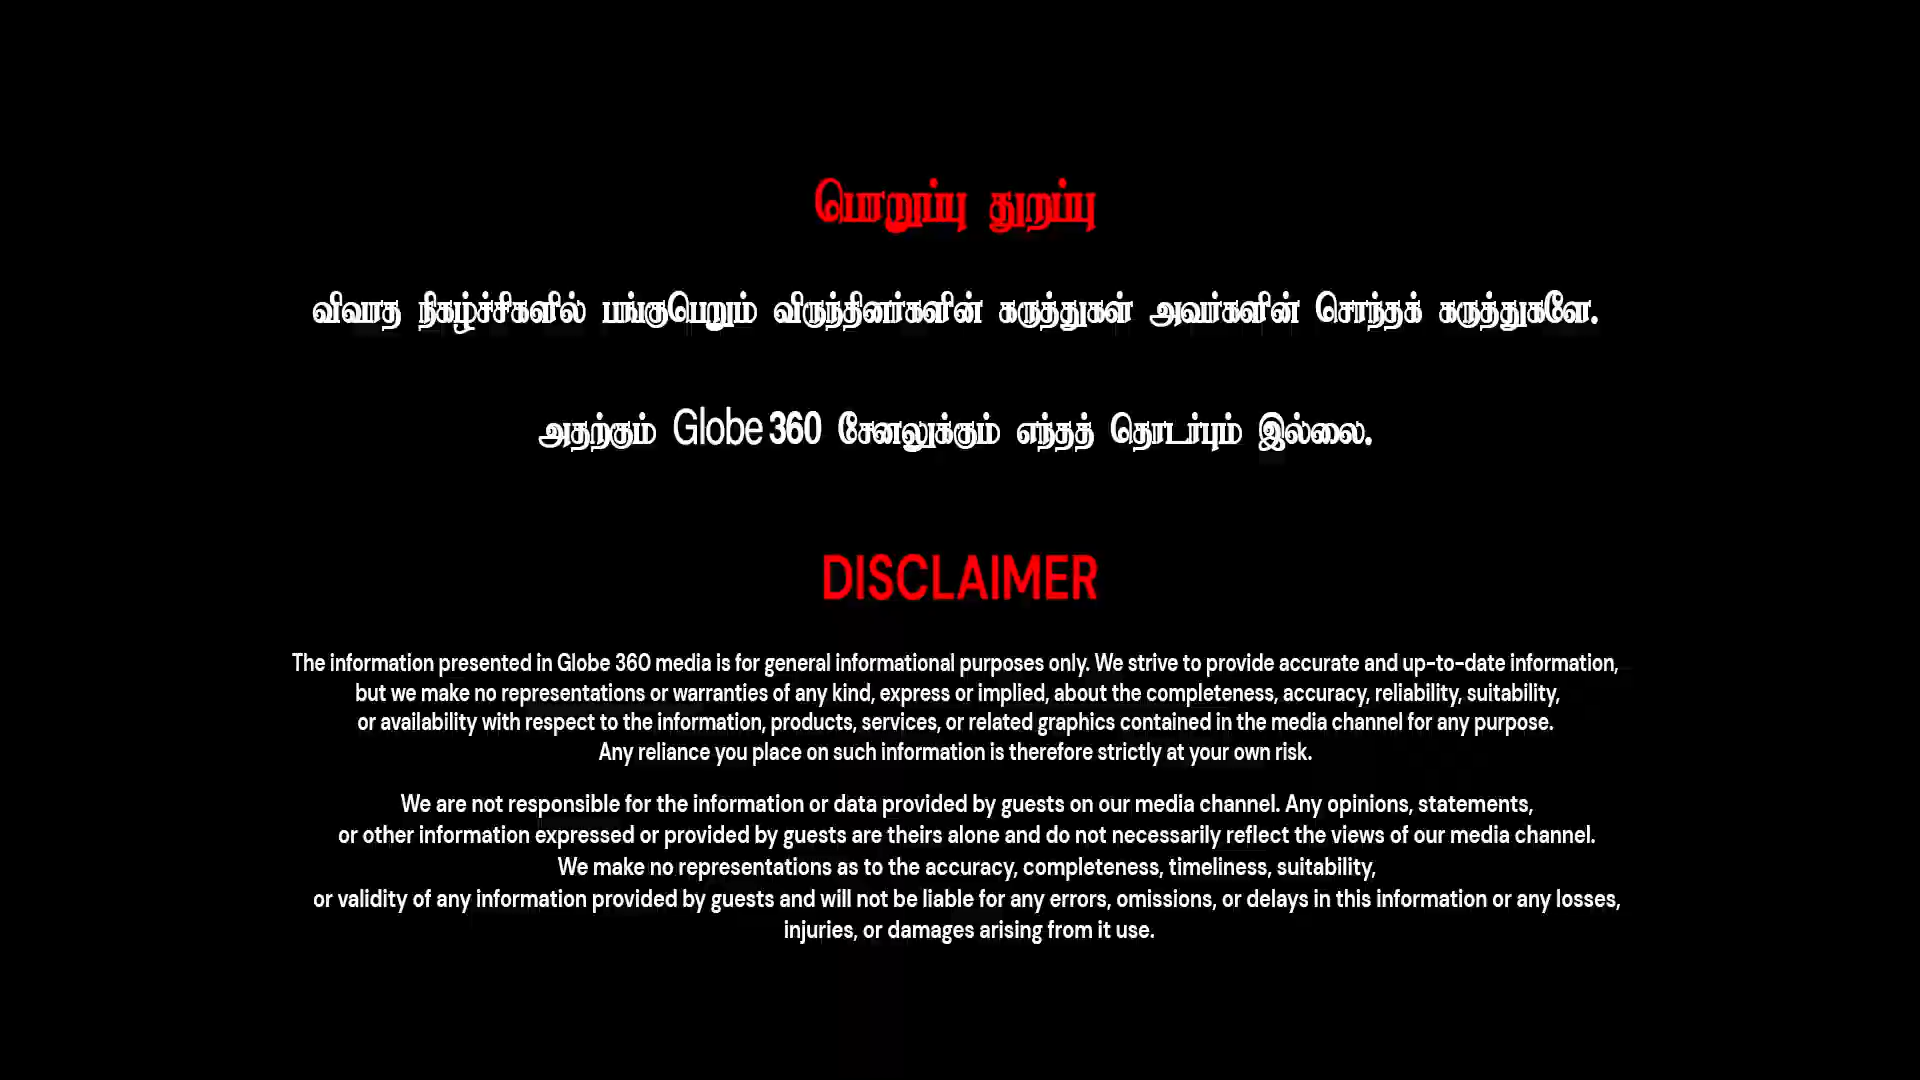 பொறுப்பு துறப்பு
விவாத நிகழ்ச்சிகளில் பங்குபெறும் விருந்தினர்களின் கருத்துகள் அவர்களின் சொந்தக் கருத்துகளே.
அதற்கும் Globe 360 சேனலுக்கும் எந்தத் தொடர்பும் இல்லை.
DISCLAIMER
The information presented in Globe 360 media is for general informational purposes only. We strive to provide accurate and up-to-date information,
but we make no representations or warranties of any kind, express or implied, about the completeness, accuracy, reliability, suitability,
or availability with respect to the information, products, services, or related graphics contained in the media channel for any purpose.
Any reliance you place on such information is therefore strictly at your own risk.
We are not responsible for the information or data provided by guests on our media channel. Any opinions, statements,
or other information expressed or provided by guests are theirs alone and do not necessarily reflect the views of our media channel.
We make no representations as to the accuracy, completeness, timeliness, suitability,
or validity of any information provided by guests and will not be liable for any errors, omissions, or delays in this information or any losses,
injuries, or damages arising from it use.